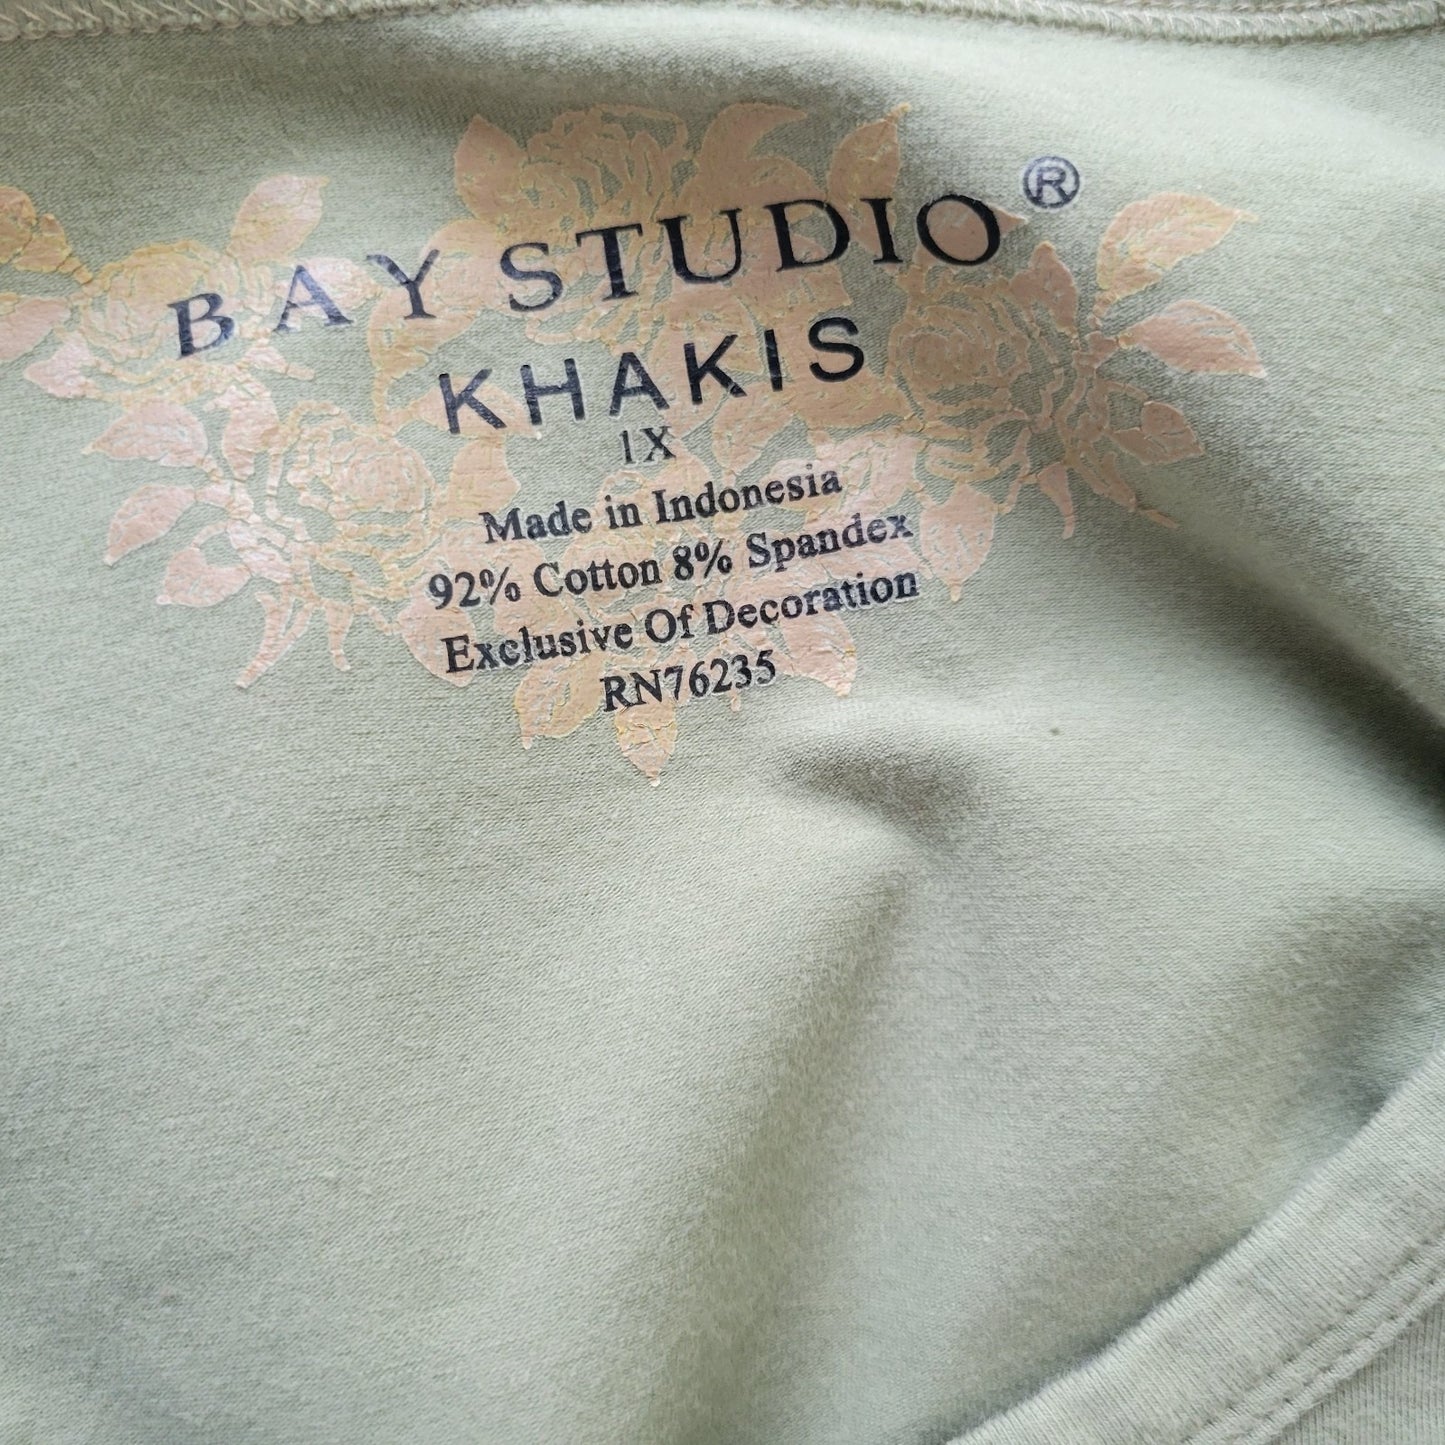 BAY STUDIO®
KHAKIS
1X
Made in Indonesia
92% Cotton 8% Spandex
Exclusive Of Decoration
RN76235